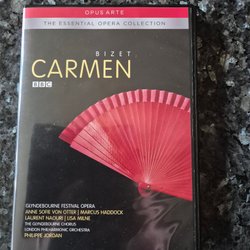 OPUS ARTE
THE ESSENTIAL OPERA COLLECTION
BIZET
CARMEN
BBC
GLYNDEBOURNE FESTIVAL OPERA
ANNE SOFIE VON OTTER | MARCUS HADDOCK
LAURENT NAOURI | LISA MILNE
THE GLYNDEBOURNE CHORUS
LONDON PHILHARMONIC ORCHESTRA
PHILIPPE JORDAN